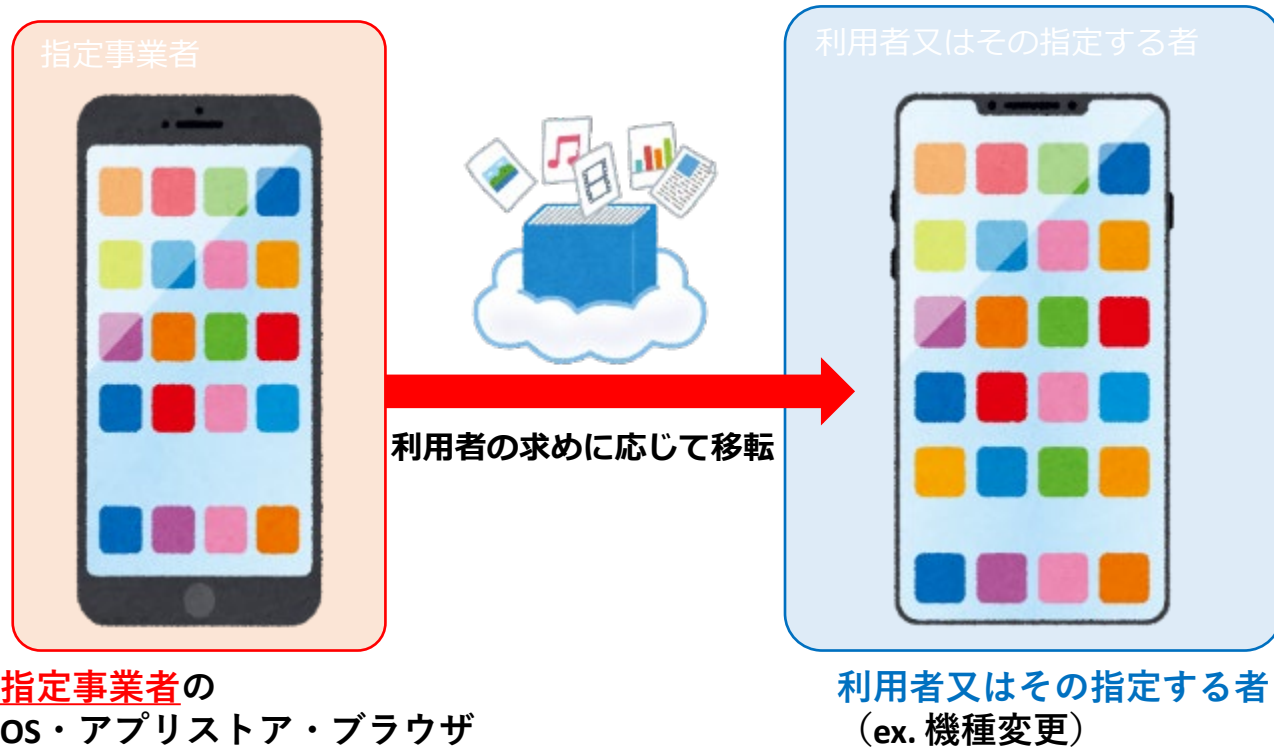 指定事業者
利用者又はその指定する者
利用者の求めに応じて移転
指定事業者の
OS・アプリストア・ブラウザ
利用者又はその指定する者
（ex. 機種変更）